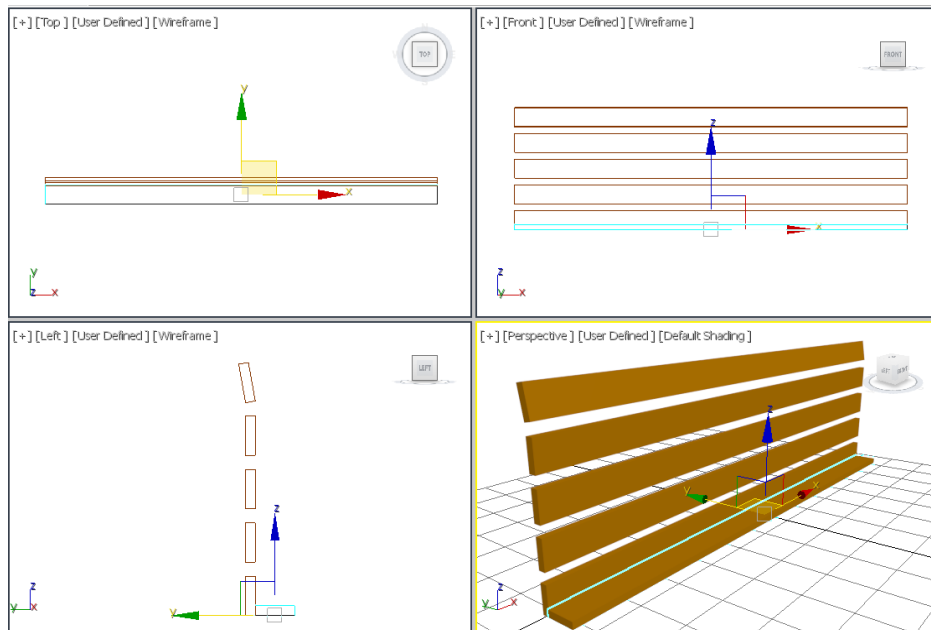 [+] [Top] [User Defined] [Wireframe]
TOP
y
x
y
z
x
[+] [Front] [User Defined] [Wireframe]
FRONT
z
x
z
y
x
[+] [Left] [User Defined] [Wireframe]
LEFT
z
y
z
y
x
[+] [Perspective] [User Defined] [Default Shading]
z
y
x
z
y
x